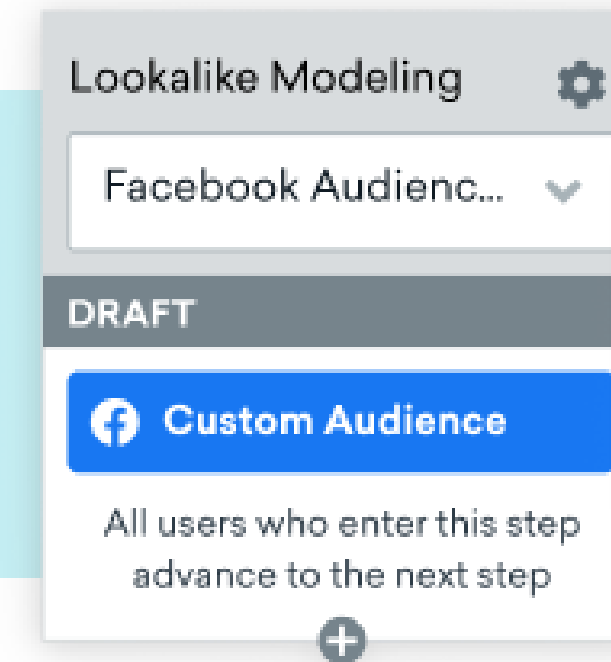 Lookalike Modeling
Facebook Audienc...
DRAFT
Custom Audience
All users who enter this step
advance to the next step